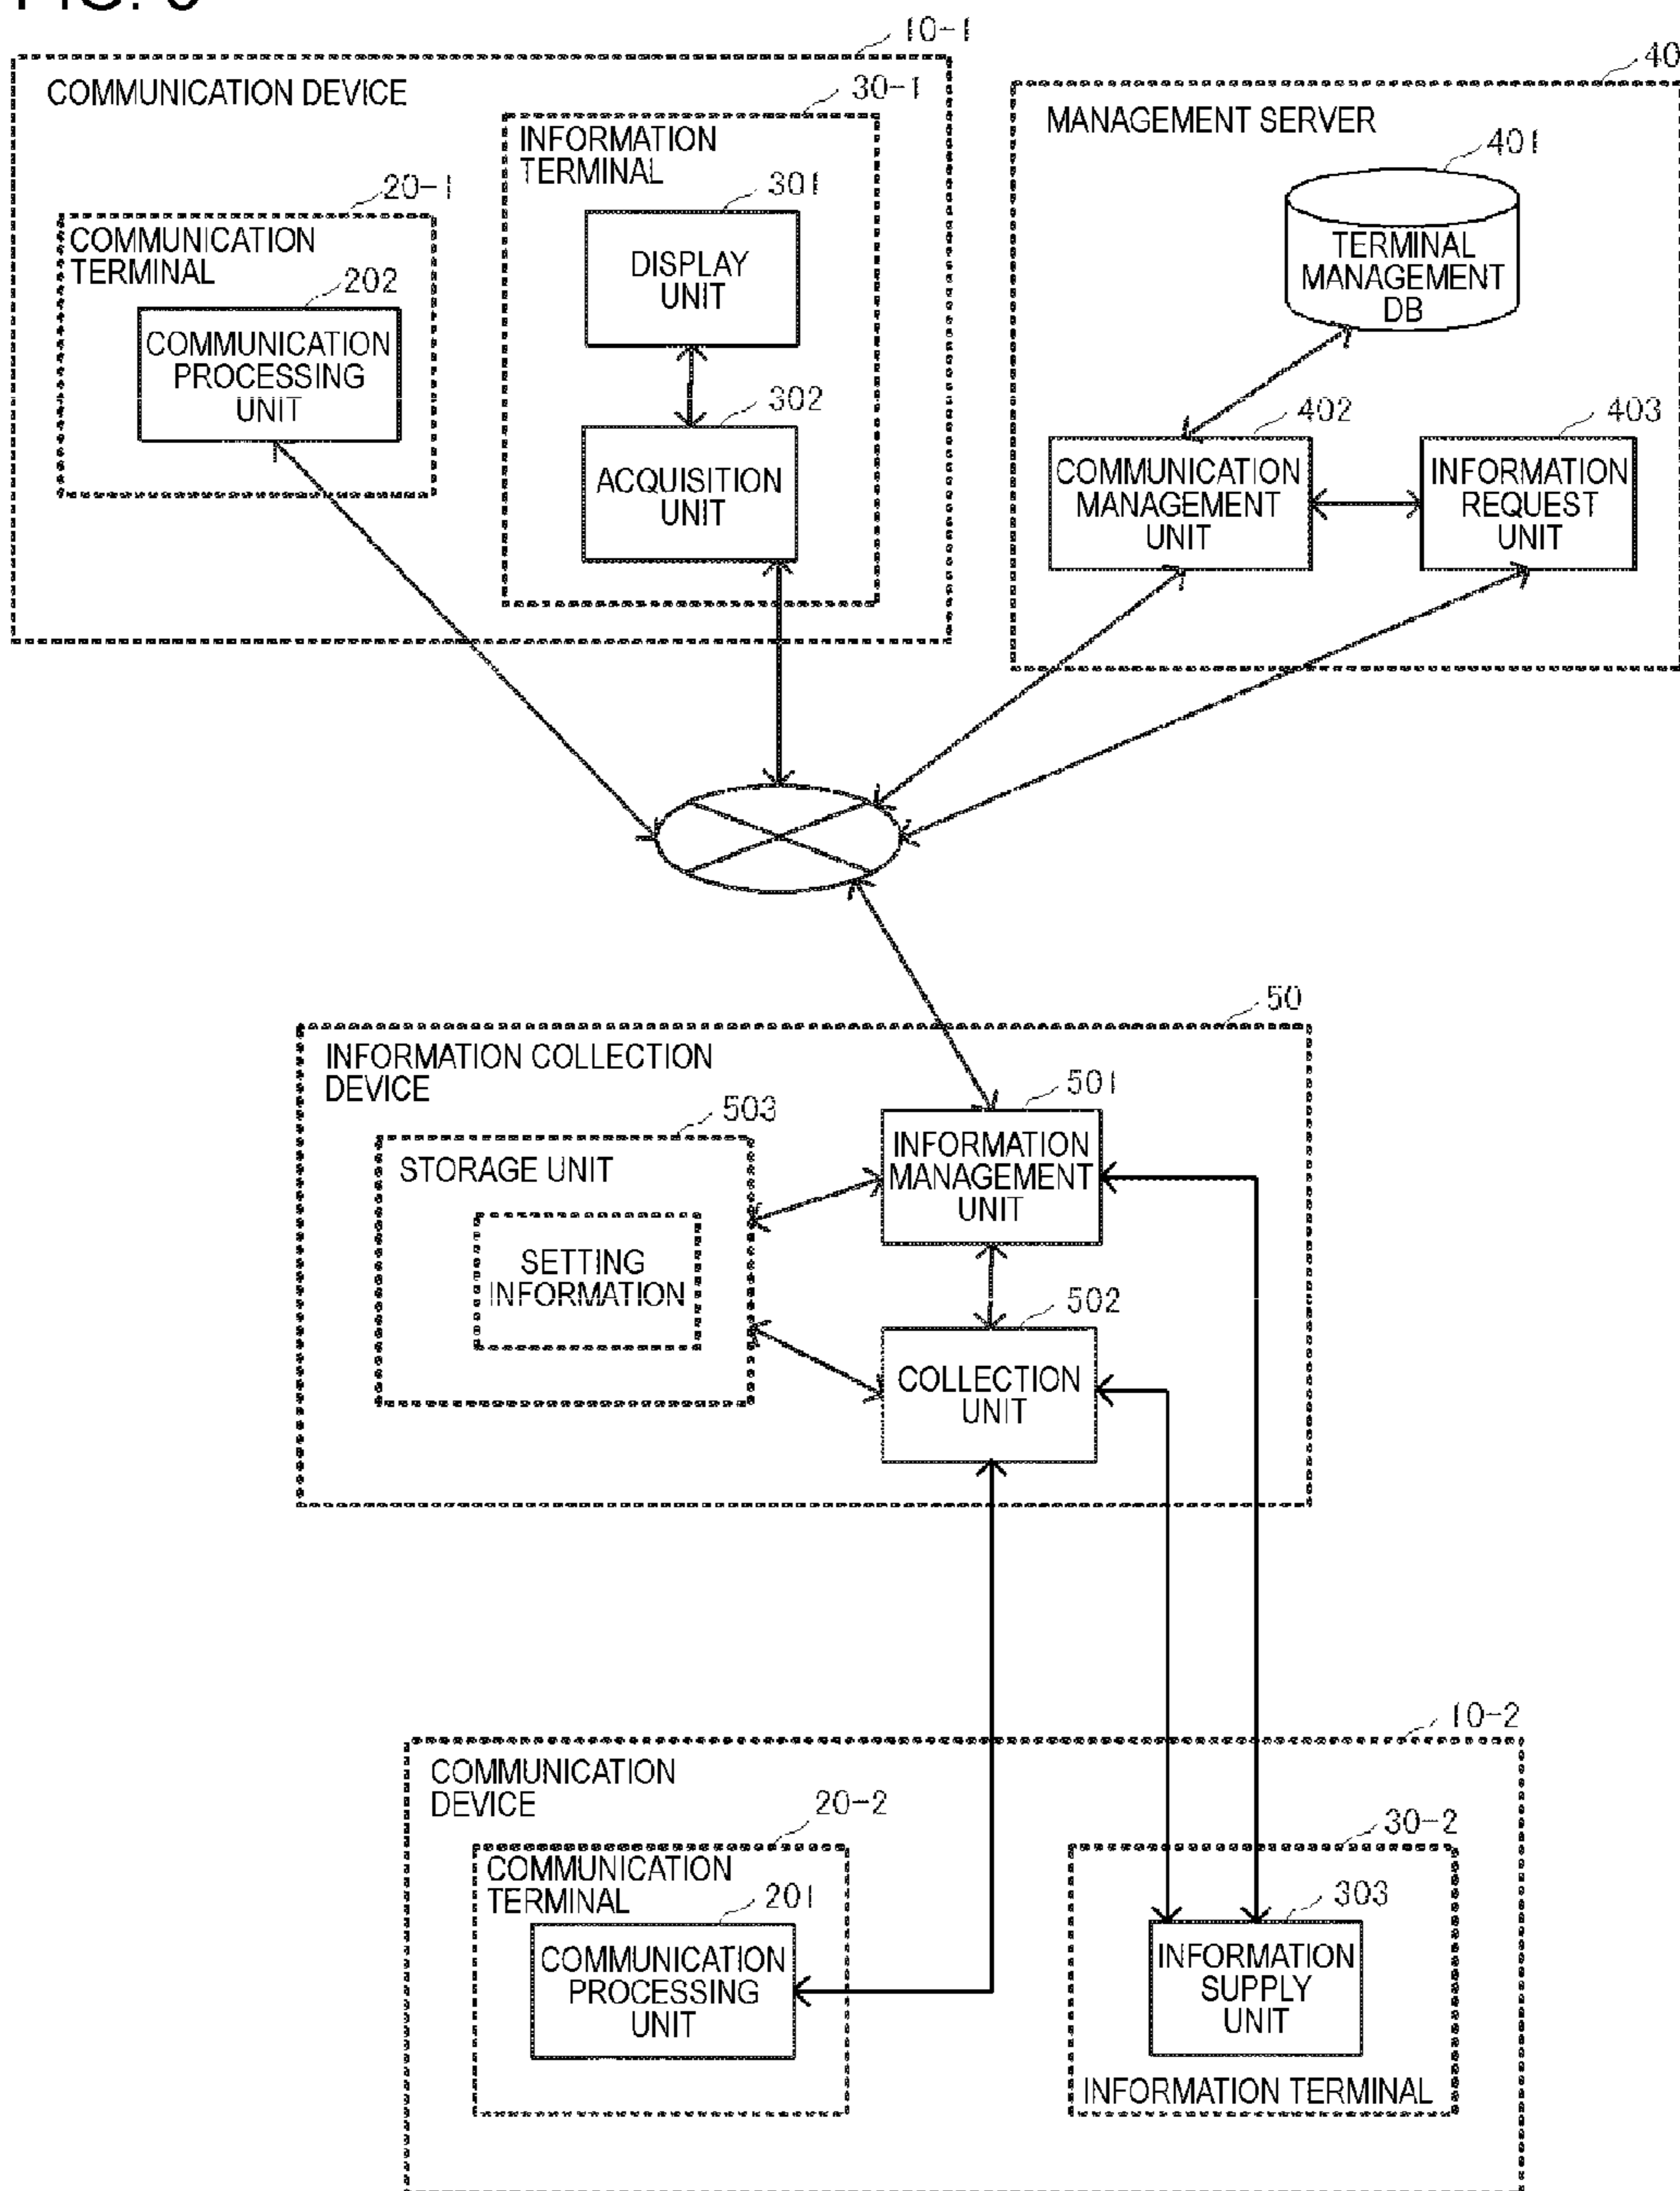 10-1
COMMUNICATION DEVICE
30-1
INFORMATION
TERMINAL
20-1
COMMUNICATION
TERMINAL
202
COMMUNICATION
PROCESSING
UNIT
301
DISPLAY
UNIT
302
ACQUISITION
UNIT
40
MANAGEMENT SERVER
401
TERMINAL
MANAGEMENT
DB
402
COMMUNICATION
MANAGEMENT
UNIT
403
INFORMATION
REQUEST
UNIT
50
INFORMATION COLLECTION
DEVICE
503
STORAGE UNIT
SETTING
INFORMATION
501
INFORMATION
MANAGEMENT
UNIT
502
COLLECTION
UNIT
10-2
COMMUNICATION
DEVICE
20-2
COMMUNICATION
TERMINAL
201
COMMUNICATION
PROCESSING
UNIT
30-2
303
INFORMATION
SUPPLY
UNIT
INFORMATION TERMINAL